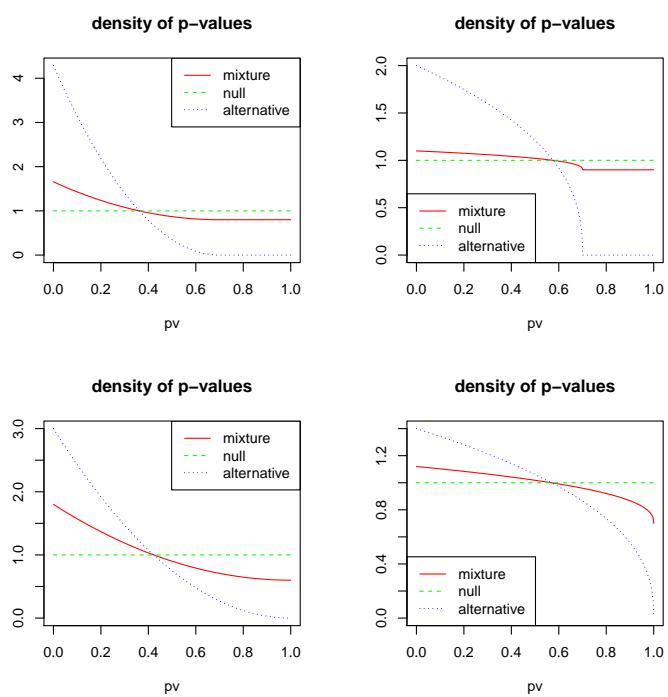 density of p−values
4
3
2
1
0
mixture
null
alternative
0.0 0.2 0.4 0.6 0.8 1.0
pv
density of p−values
2.0
1.5
1.0
0.5
0.0
mixture
null
alternative
0.0 0.2 0.4 0.6 0.8 1.0
pv
density of p−values
3.0
2.0
1.0
0.0
mixture
null
alternative
0.0 0.2 0.4 0.6 0.8 1.0
pv
density of p−values
1.2
0.8
0.4
0.0
mixture
null
alternative
0.0 0.2 0.4 0.6 0.8 1.0
pv